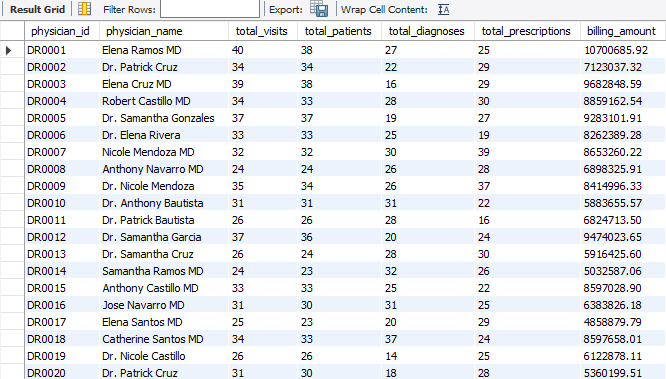 Result Grid Filter Rows: Export: Wrap Cell Content: IA
physician_id physician_name total_visits total_patients total_diagnoses total_prescriptions billing_amount
DR0001 Elena Ramos MD 40 38 27 25 10700685.92
DR0002 Dr. Patrick Cruz 34 34 22 29 7123037.32
DR0003 Elena Cruz MD 39 38 16 29 9682848.59
DR0004 Robert Castillo MD 34 33 28 30 8859162.54
DR0005 Dr. Samantha Gonzales 37 37 19 27 9283101.91
DR0006 Dr. Elena Rivera 33 33 25 19 8262389.28
DR0007 Nicole Mendoza MD 32 32 30 39 8653260.22
DR0008 Anthony Navarro MD 24 24 26 28 6898325.91
DR0009 Dr. Nicole Mendoza 35 34 26 37 8414996.33
DR0010 Dr. Anthony Bautista 31 31 31 22 5883655.57
DR0011 Dr. Patrick Bautista 26 26 28 16 6824713.50
DR0012 Dr. Samantha Garcia 37 36 20 24 9474023.65
DR0013 Dr. Samantha Cruz 26 24 28 30 5916425.60
DR0014 Samantha Ramos MD 24 23 32 26 5032587.06
DR0015 Anthony Castillo MD 33 33 25 22 8597028.90
DR0016 Jose Navarro MD 31 30 31 25 6383826.18
DR0017 Elena Santos MD 25 23 20 29 4858879.79
DR0018 Catherine Santos MD 34 33 37 24 8597658.01
DR0019 Dr. Nicole Castillo 26 26 14 25 6122878.11
DR0020 Dr. Patrick Cruz 31 30 18 28 5360199.51